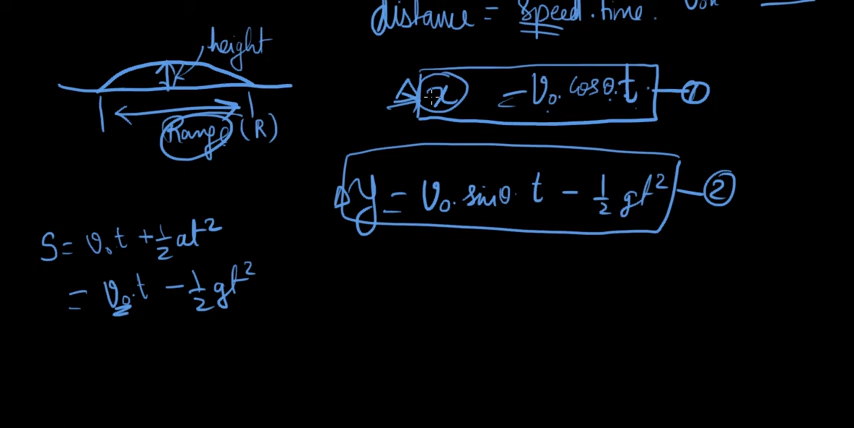 distance = speed.time.
height
Δx = v₀.cosθ.t — ①
Range (R)
Δy = v₀.sinθ. t − 1/2 gt² — ②
S = v₀t + 1/2 at²
= v₀.t − 1/2 gt²